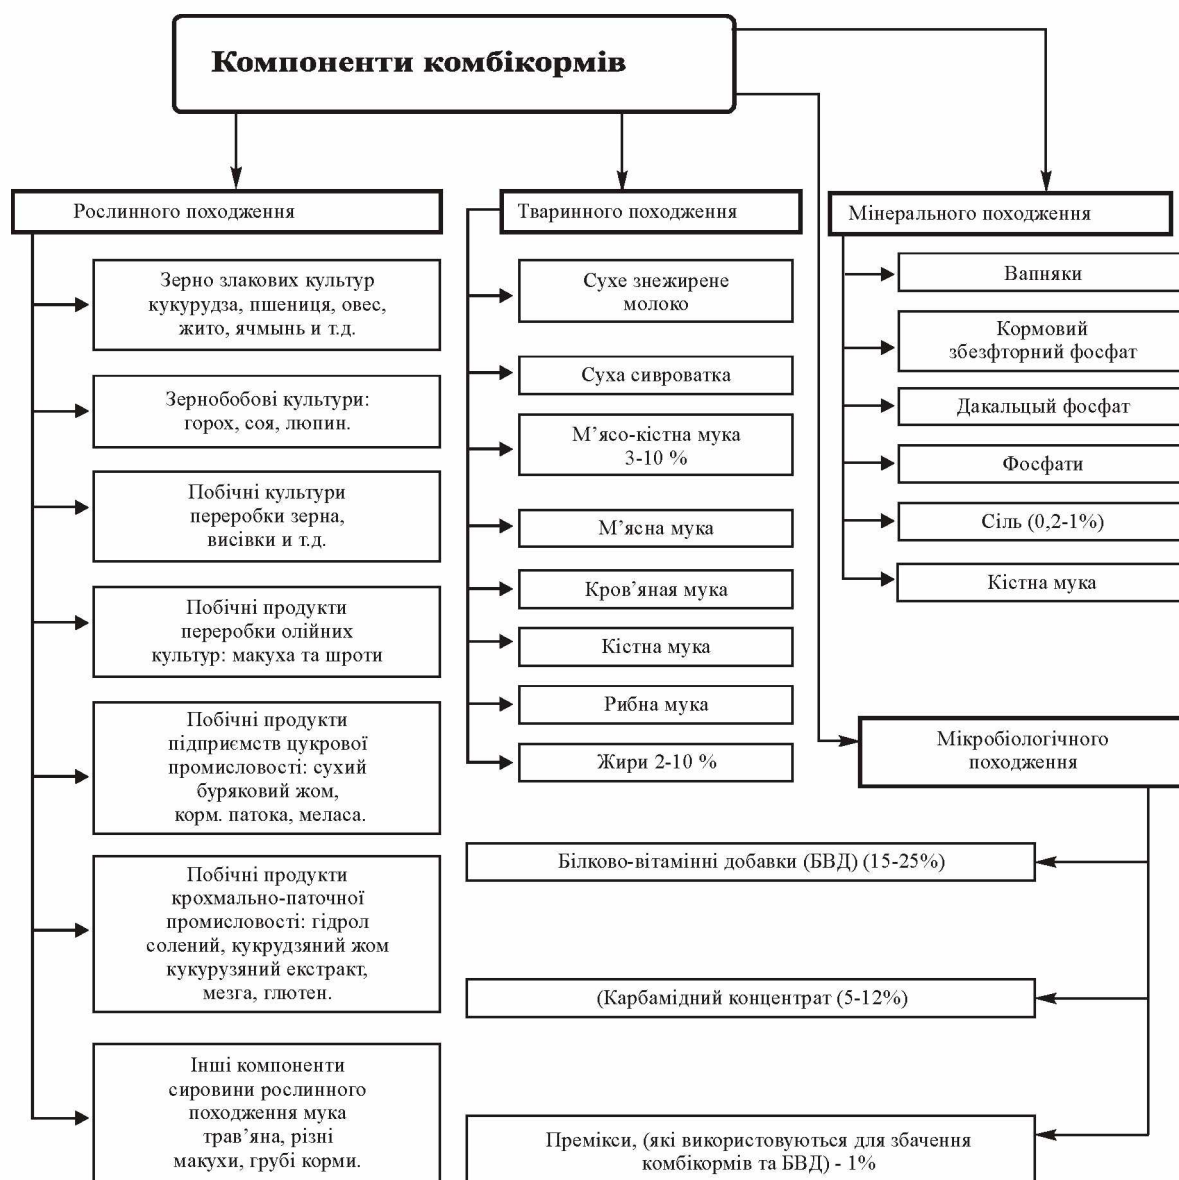 Компоненти комбікормів
Рослинного походження
Зерно злакових культур
кукурудза, пшениця, овес,
жито, ячмынь и т.д.
Зернобобові культури:
горох, соя, люпин.
Побічні культури
переробки зерна,
висівки и т.д.
Побічні продукти
переробки олійних
культур: макуха та шроти
Побічні продукти
підприємств цукрової
промисловості: сухий
буряковий жом,
корм. патока, меласа.
Побічні продукти
крохмально-паточної
промисловості: гідрол
солений, кукрудзяний жом
кукурузяний екстракт,
мезга, глютен.
Інші компоненти
сировини рослинного
походження мука
трав’яна, різні
макухи, грубі корми.
Тваринного походження
Сухе знежирене
молоко
Суха сивроватка
М’ясо-кістна мука
3-10 %
М’ясна мука
Кров’яная мука
Кістна мука
Рибна мука
Жири 2-10 %
Мінерального походження
Вапняки
Кормовий
збезфторний фосфат
Дакальцый фосфат
Фосфати
Сіль (0,2-1%)
Кістна мука
Мікробіологічного
походження
Білково-вітамінні добавки (БВД) (15-25%)
(Карбамідний концентрат (5-12%)
Премікси, (які використовуються для збачення
комбікормів та БВД) - 1%